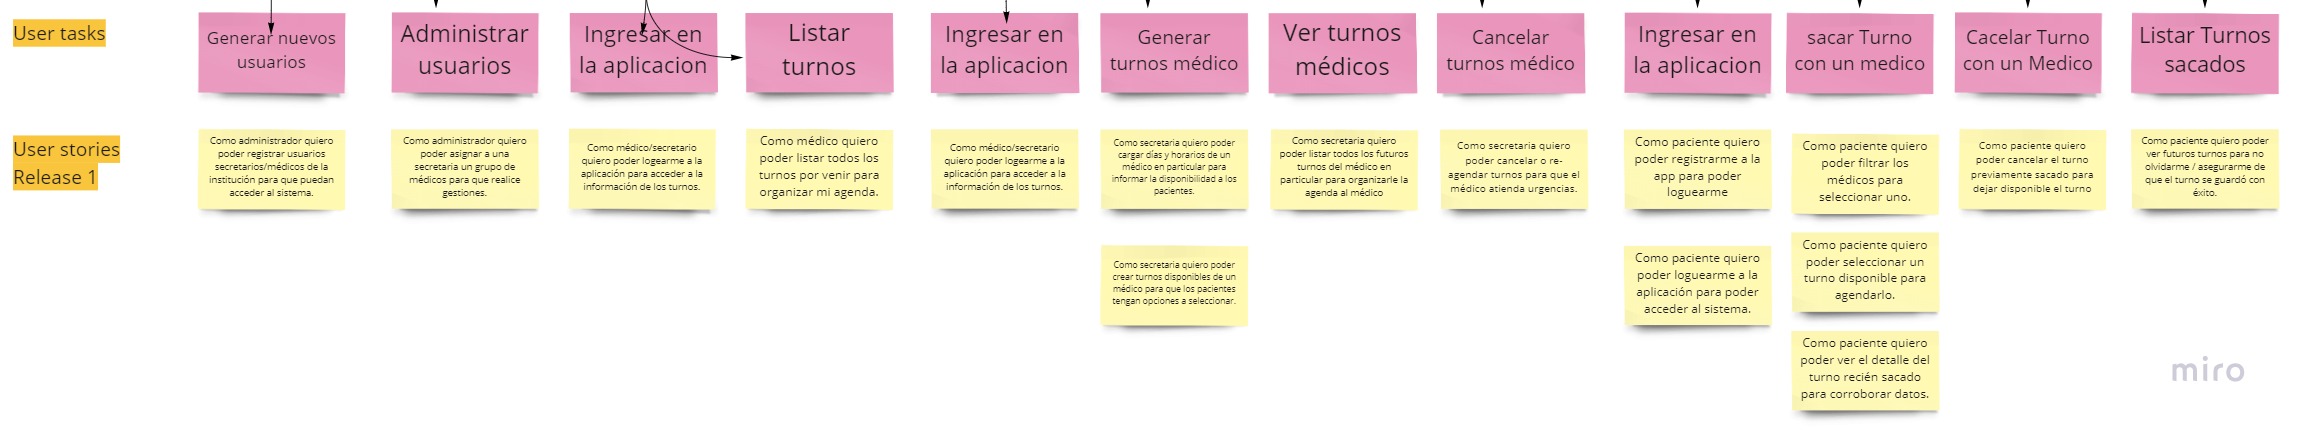 User tasks
Generar nuevos
usuarios
Administrar
usuarios
Ingresar en
la aplicacion
Listar
turnos
Ingresar en
la aplicacion
Generar
turnos médico
Ver turnos
médicos
Cancelar
turnos médico
Ingresar en
la aplicacion
sacar Turno
con un medico
Cacelar Turno
con un Medico
Listar Turnos
sacados
User stories
Release 1
Como administrador quiero
poder registrar usuarios
secretarios/médicos de la
institución para que puedan
acceder al sistema.
Como administrador quiero
poder asignar a una
secretaria un grupo de
médicos para que realice
gestiones.
Como médico/secretario
quiero poder logearme a la
aplicación para acceder a la
información de los turnos.
Como médico quiero
poder listar todos los
turnos por venir para
organizar mi agenda.
Como médico/secretario
quiero poder logearme a la
aplicación para acceder a la
información de los turnos.
Como secretaria quiero poder
cargar días y horarios de un
médico en particular para
informar la disponibilidad a los
pacientes.
Como secretaria quiero
poder listar todos los futuros
turnos del médico en
particular para organizarle la
agenda al médico
Como secretaria quiero
poder cancelar o re-
agendar turnos para que el
médico atienda urgencias.
Como paciente quiero
poder registrarme a la
app para poder
loguearme
Como paciente quiero
poder filtrar los
médicos para
seleccionar uno.
Como paciente quiero
poder cancelar el turno
previamente sacado para
dejar disponible el turno
Como paciente quiero poder
ver futuros turnos para no
olvidarme / asegurarme de
que el turno se guardó con
éxito.
Como secretaria quiero poder
crear turnos disponibles de un
médico para que los pacientes
tengan opciones a seleccionar.
Como paciente quiero
poder loguearme a la
aplicación para poder
acceder al sistema.
Como paciente quiero
poder seleccionar un
turno disponible para
agendarlo.
Como paciente quiero
poder ver el detalle del
turno recién sacado
para corroborar datos.
miro